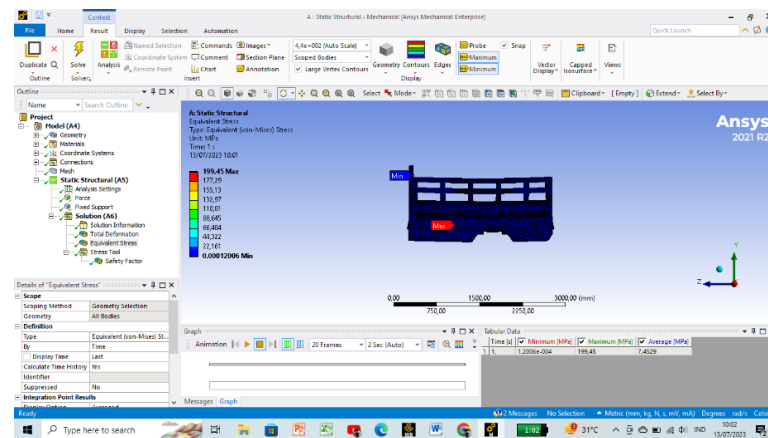 A : Static Structural - Mechanical [Ansys Mechanical Enterprise]
Context
File Home Result Display Selection Automation
Quick Launch
Duplicate Q Solve Analysis
Named Selection
Coordinate System
Remote Point
Commands Images
Comment Section Plane
Chart Annotation
4,4e+002 (Auto Scale)
Scoped Bodies
Large Vertex Contours
Geometry Contours Edges
Probe Snap
Maximum
Minimum
Vector Display
Capped Isosurface
Views
Outline Solver Insert Display
Outline
Name Search Outline
Select Mode Clipboard [ Empty ] Extend Select By
Project
Model (A4)
Geometry
Materials
Coordinate Systems
Connections
Mesh
Static Structural (A5)
Analysis Settings
Force
Fixed Support
Solution (A6)
Solution Information
Total Deformation
Equivalent Stress
Stress Tool
Safety Factor
A: Static Structural
Equivalent Stress
Type: Equivalent (von-Mises) Stress
Unit: MPa
Time: 1 s
13/07/2023 10:01
199,45 Max
177,29
155,13
132,97
110,81
88,645
66,484
44,322
22,161
0,00012006 Min
Min
Max
Ansys
2021 R2
Y
Z
0,00 1500,00 3000,00 (mm)
750,00 2250,00
Details of "Equivalent Stress"
Scope
Scoping Method Geometry Selection
Geometry All Bodies
Definition
Type Equivalent (von-Mises) St...
By Time
Display Time Last
Calculate Time History Yes
Identifier
Suppressed No
Integration Point Results
Graph
Animation 20 Frames 2 Sec (Auto)
Messages Graph
Tabular Data
Time [s] Minimum [MPa] Maximum [MPa] Average [MPa]
1 1, 1,2006e-004 199,45 7,4529
Ready
2 Messages No Selection Metric (mm, kg, N, s, mV, mA) Degrees rad/s Celsi
Type here to search
1:02
31°C
IND
10:02
13/07/2023